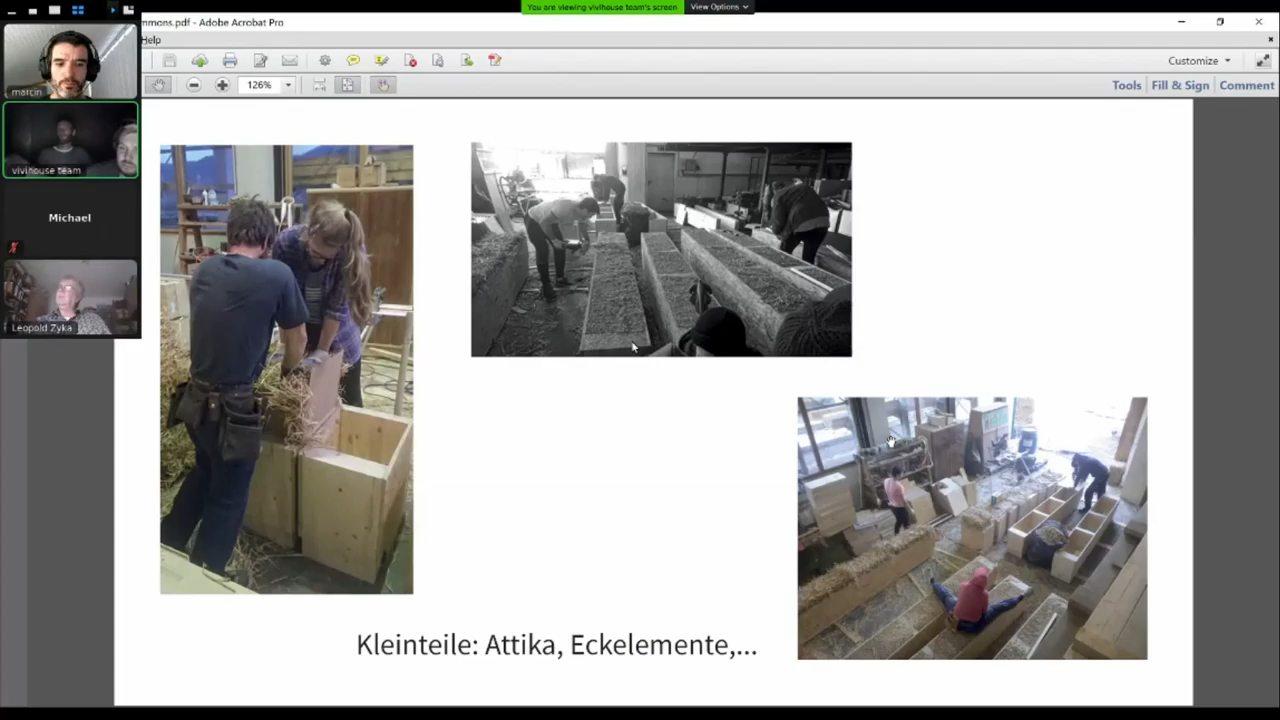 You are viewing vivihouse team's screen
View Options
mmons.pdf - Adobe Acrobat Pro
Help
Customize
126%
Tools
Fill & Sign
Comment
marcin
vivihouse team
Michael
Leopold Zyka
Kleinteile: Attika, Eckelemente,...